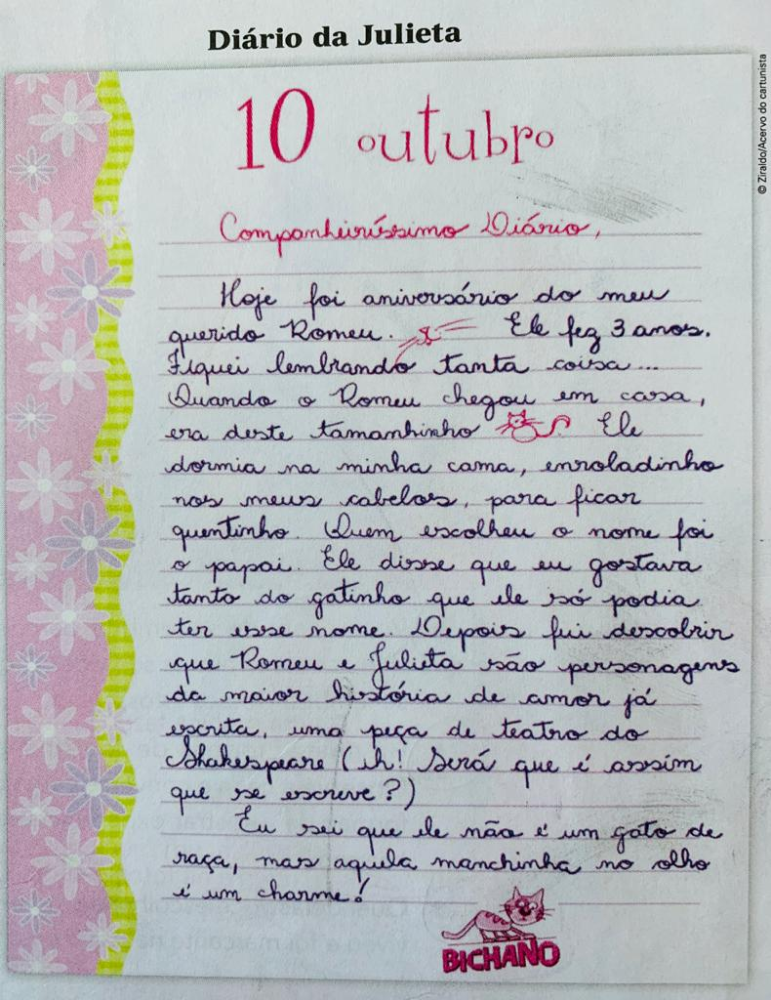 Diário da Julieta
© Ziraldo/Acervo do cartunista
10 outubro
Companheiríssimo Diário,
Hoje foi aniversário do meu
querido Romeu. Ele fez 3 anos.
Fiquei lembrando tanta coisa...
Quando o Romeu chegou em casa,
era deste tamanhinho Ele
dormia na minha cama, enroladinho
nos meus cabelos, para ficar
quentinho. Quem escolheu o nome foi
o papai. Ele disse que eu gostava
tanto do gatinho que ele só podia
ter esse nome. Depois fui descobrir
que Romeu e Julieta são personagens
da maior história de amor já
escrita, uma peça de teatro do
Shakespeare (ih! Será que é assim
que se escreve?)
Eu sei que ele não é um gato de
raça, mas aquela manchinha no olho
é um charme!
BICHANO